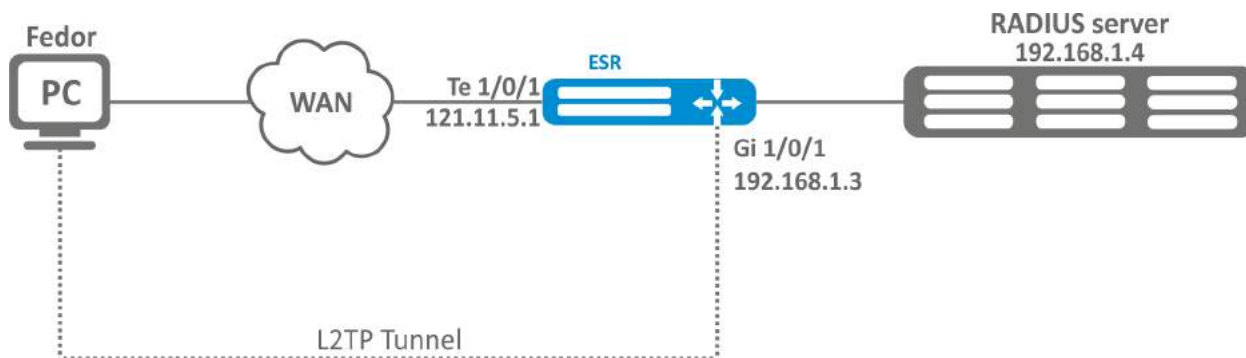 Fedor
PC
WAN
Te 1/0/1
121.11.5.1
ESR
RADIUS server
192.168.1.4
Gi 1/0/1
192.168.1.3
L2TP Tunnel